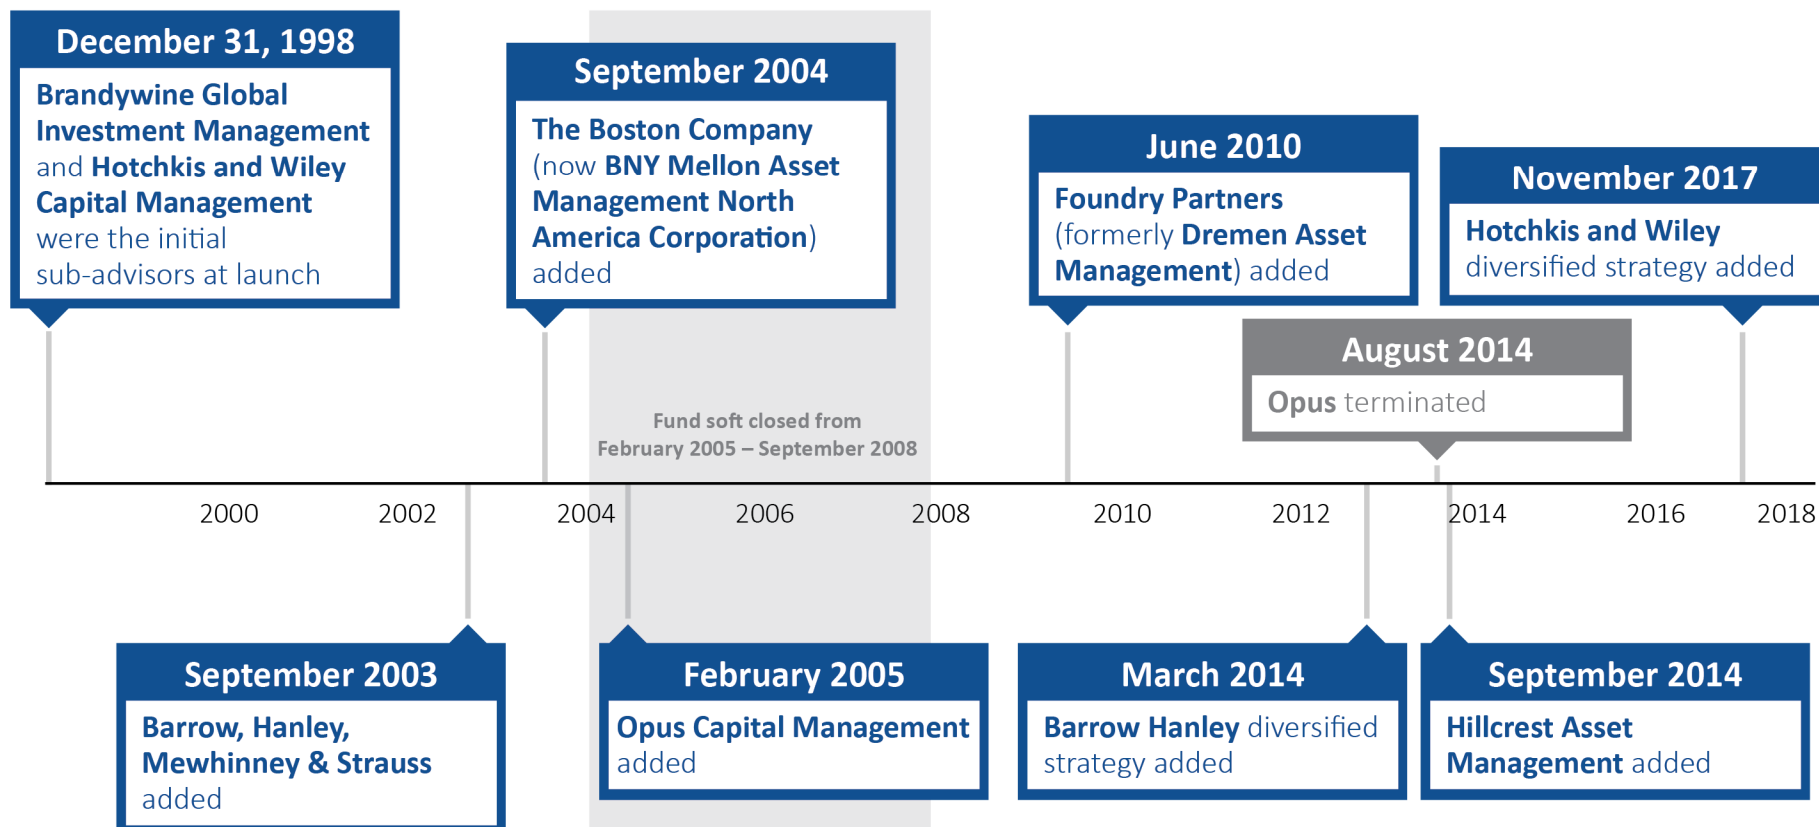 December 31, 1998
Brandywine Global
Investment Management
and Hotchkis and Wiley
Capital Management
were the initial
sub-advisors at launch
September 2004
The Boston Company
(now BNY Mellon Asset
Management North
America Corporation)
added
June 2010
Foundry Partners
(formerly Dremen Asset
Management) added
November 2017
Hotchkis and Wiley
diversified strategy added
August 2014
Opus terminated
Fund soft closed from
February 2005 – September 2008
2000 2002 2004 2006 2008 2010 2012 2014 2016 2018
September 2003
Barrow, Hanley,
Mewhinney & Strauss
added
February 2005
Opus Capital Management
added
March 2014
Barrow Hanley diversified
strategy added
September 2014
Hillcrest Asset
Management added